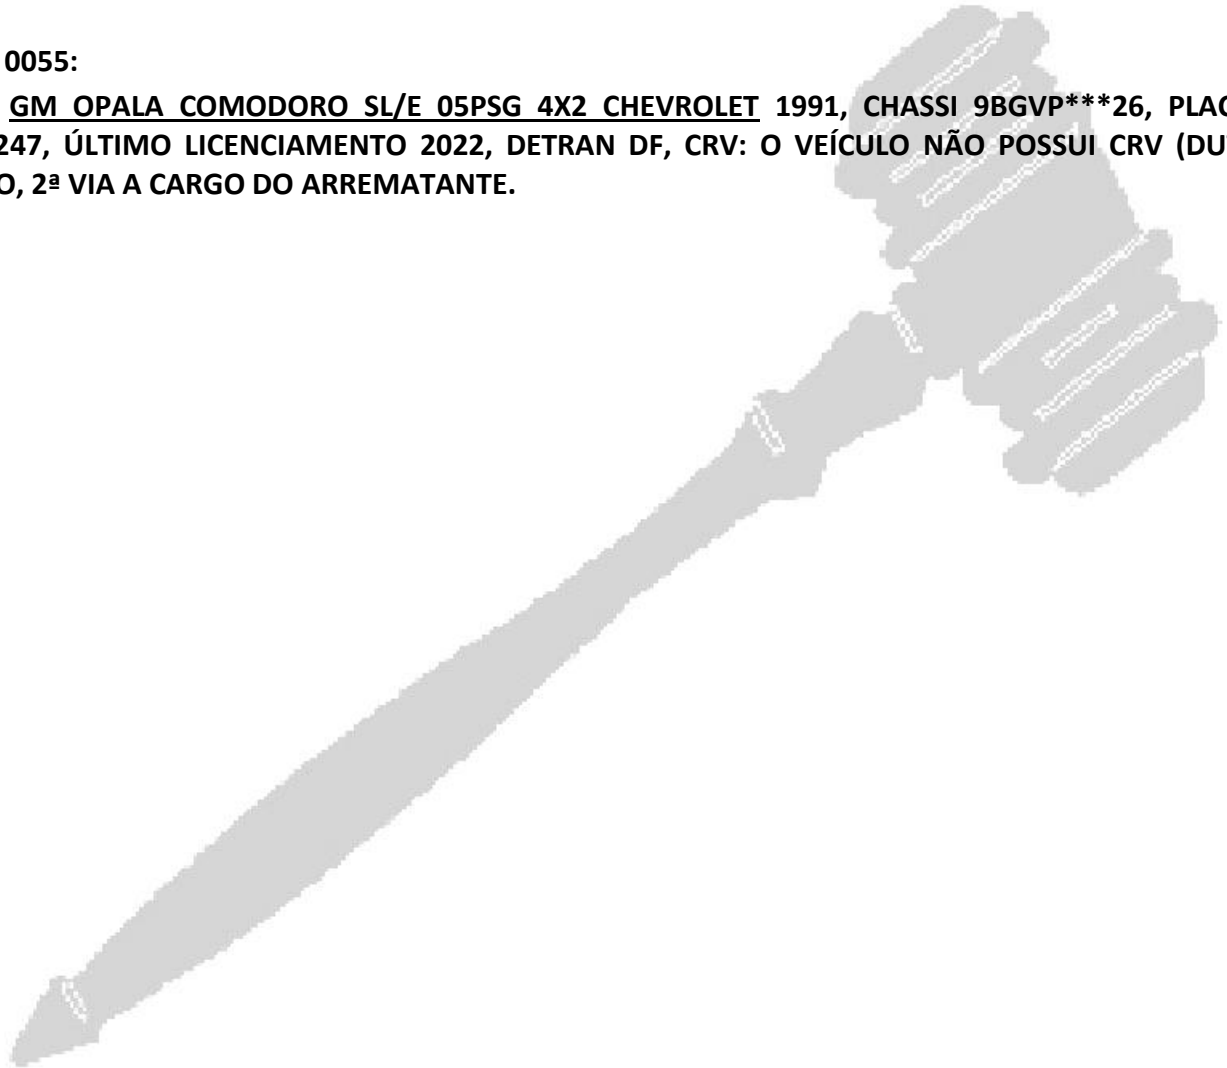 0055:
GM OPALA COMODORO SL/E 05PSG 4X2 CHEVROLET 1991, CHASSI 9BGVP***26, PLAC
247, ÚLTIMO LICENCIAMENTO 2022, DETRAN DF, CRV: O VEÍCULO NÃO POSSUI CRV (DU
O, 2ª VIA A CARGO DO ARREMATANTE.